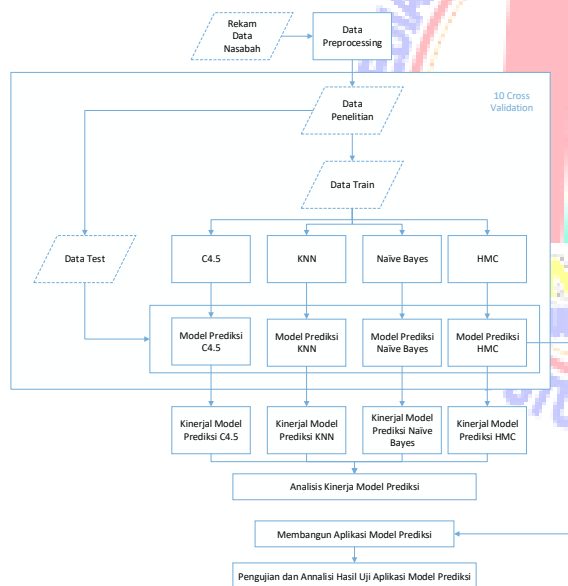 Rekam
Data
Nasabah
Data
Preprocessing
10 Cross
Validation
Data
Penelitian
Data Train
Data Test
C4.5
KNN
Naïve Bayes
HMC
Model Prediksi
C4.5
Model Prediksi
KNN
Model Prediksi
Naïve Bayes
Model Prediksi
HMC
Kinerjal Model
Prediksi C4.5
Kinerjal Model
Prediksi KNN
Kinerjal Model
Prediksi Naïve
Bayes
Kinerjal Model
Prediksi HMC
Analisis Kinerja Model Prediksi
Membangun Aplikasi Model Prediksi
Pengujian dan Annalisi Hasil Uji Aplikasi Model Prediksi